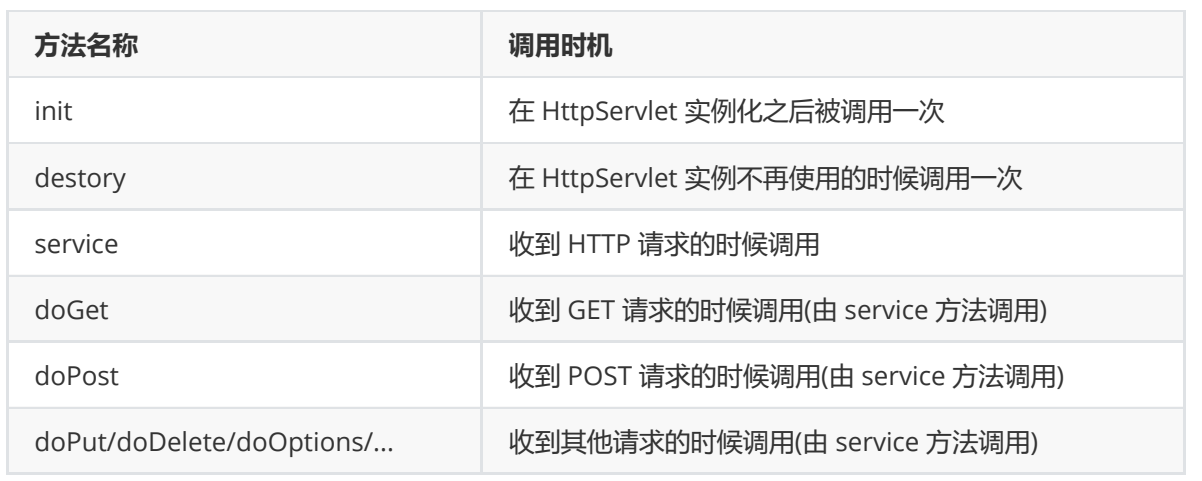 方法名称 调用时机
init 在 HttpServlet 实例化之后被调用一次
destory 在 HttpServlet 实例不再使用的时候调用一次
service 收到 HTTP 请求的时候调用
doGet 收到 GET 请求的时候调用(由 service 方法调用)
doPost 收到 POST 请求的时候调用(由 service 方法调用)
doPut/doDelete/doOptions/... 收到其他请求的时候调用(由 service 方法调用)